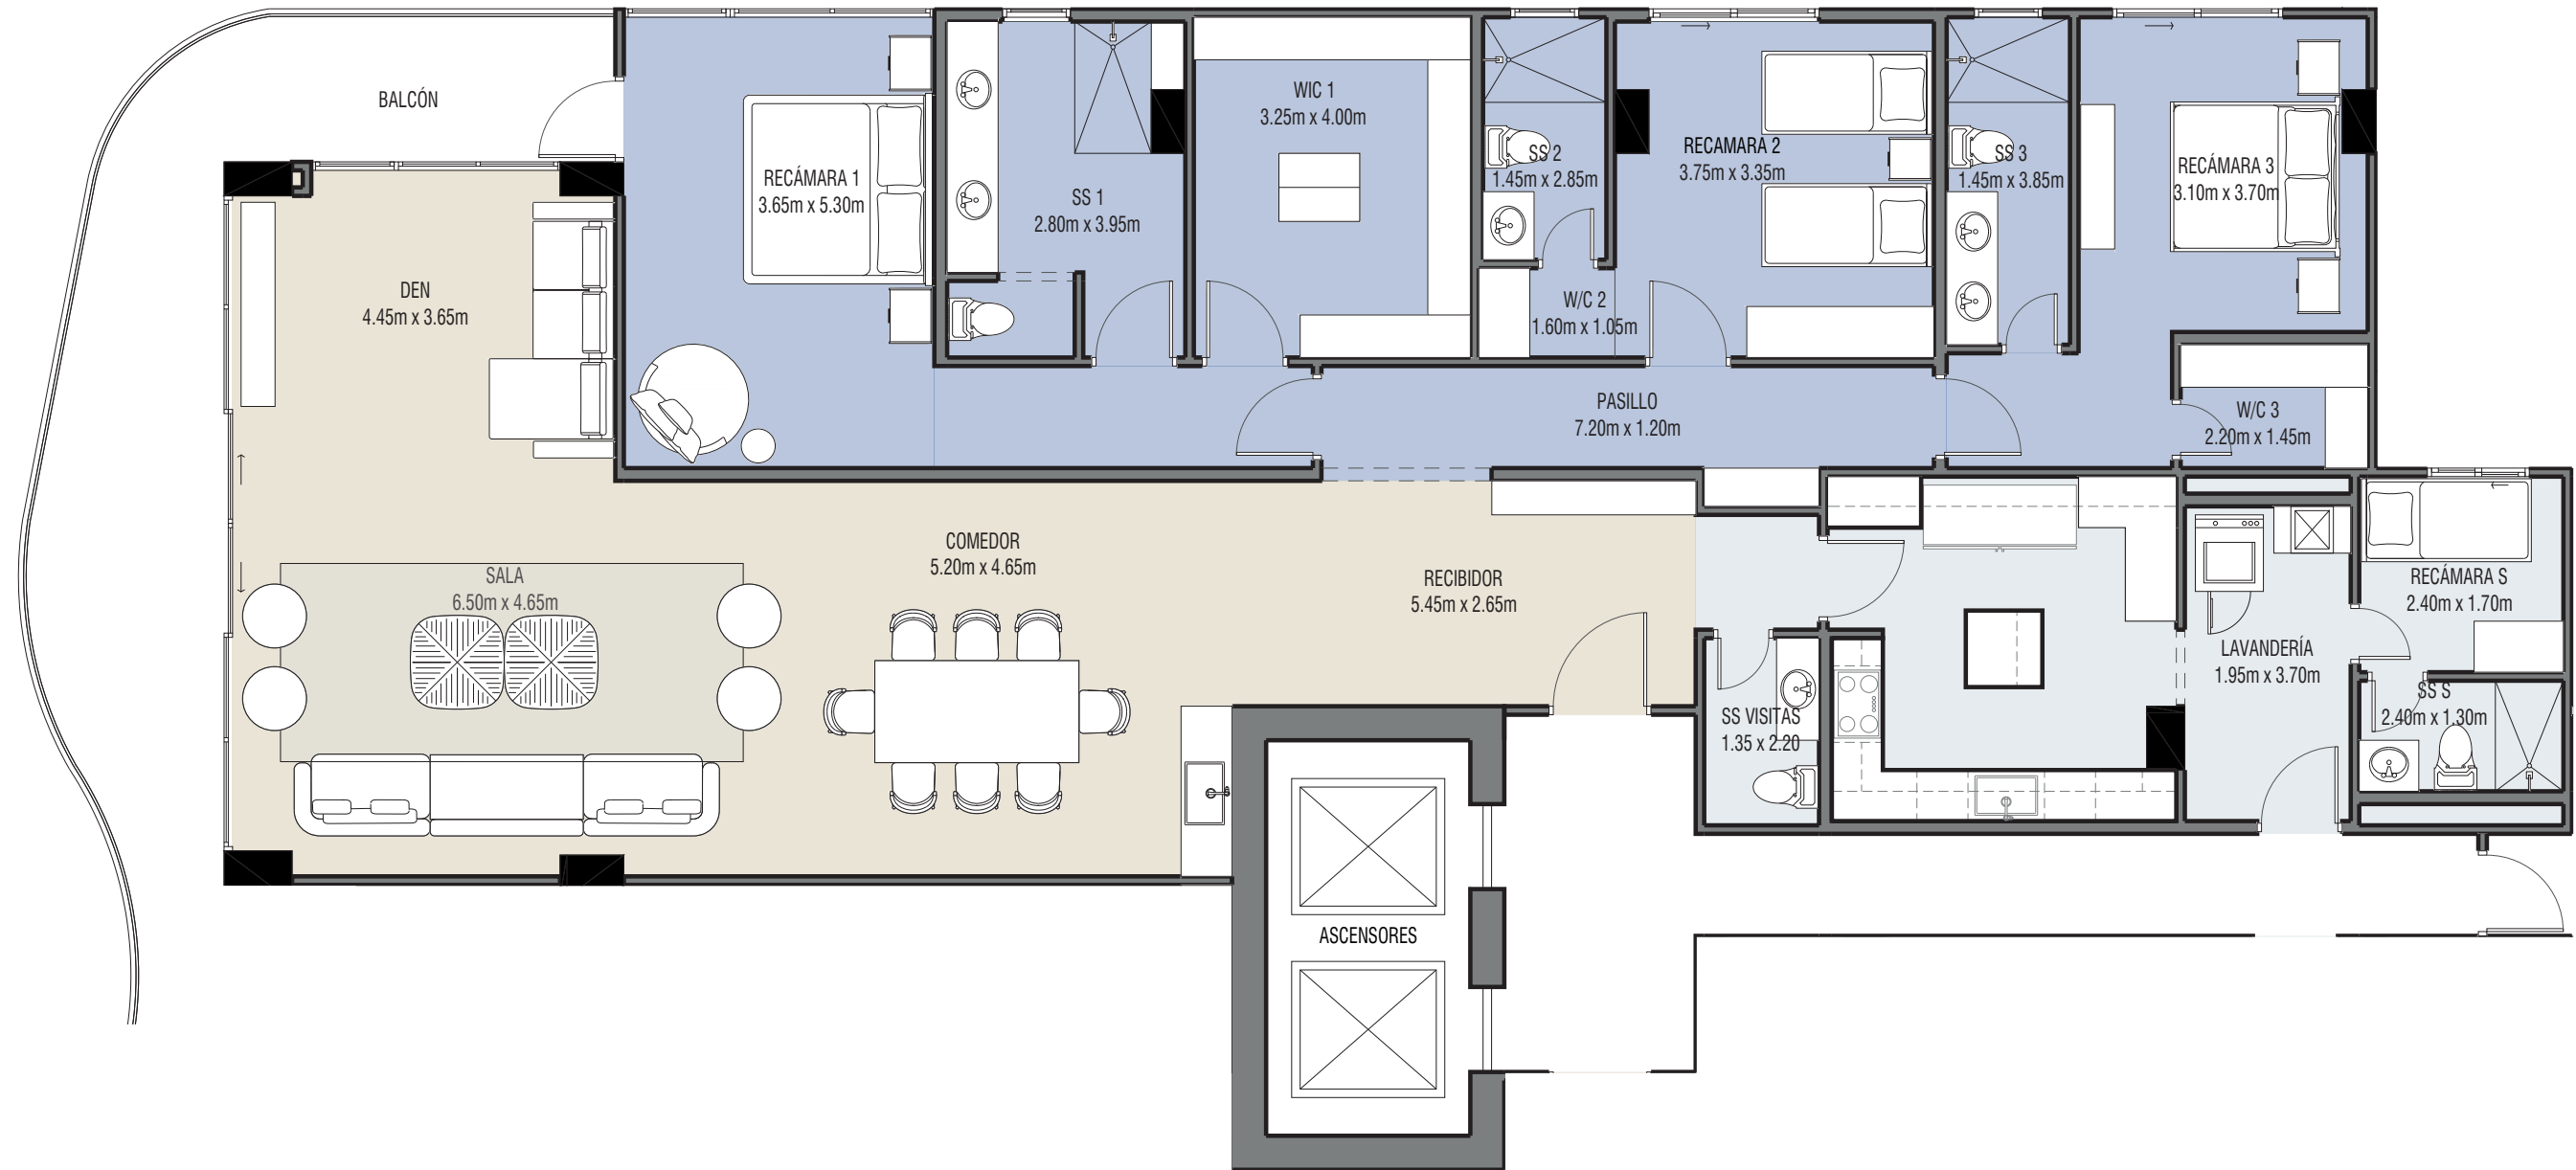 BALCÓN
RECÁMARA 1
3.65m x 5.30m
SS 1
2.80m x 3.95m
WIC 1
3.25m x 4.00m
SS 2
1.45m x 2.85m
W/C 2
1.60m x 1.05m
RECAMARA 2
3.75m x 3.35m
SS 3
1.45m x 3.85m
RECÁMARA 3
3.10m x 3.70m
W/C 3
2.20m x 1.45m
PASILLO
7.20m x 1.20m
DEN
4.45m x 3.65m
SALA
6.50m x 4.65m
COMEDOR
5.20m x 4.65m
RECIBIDOR
5.45m x 2.65m
SS VISITAS
1.35 x 2.20
LAVANDERÍA
1.95m x 3.70m
RECÁMARA S
2.40m x 1.70m
SS S
2.40m x 1.30m
ASCENSORES